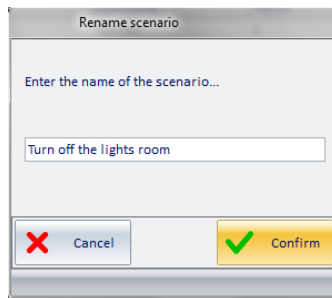 Rename scenario
Enter the name of the scenario...
Turn off the lights room
Cancel
Confirm